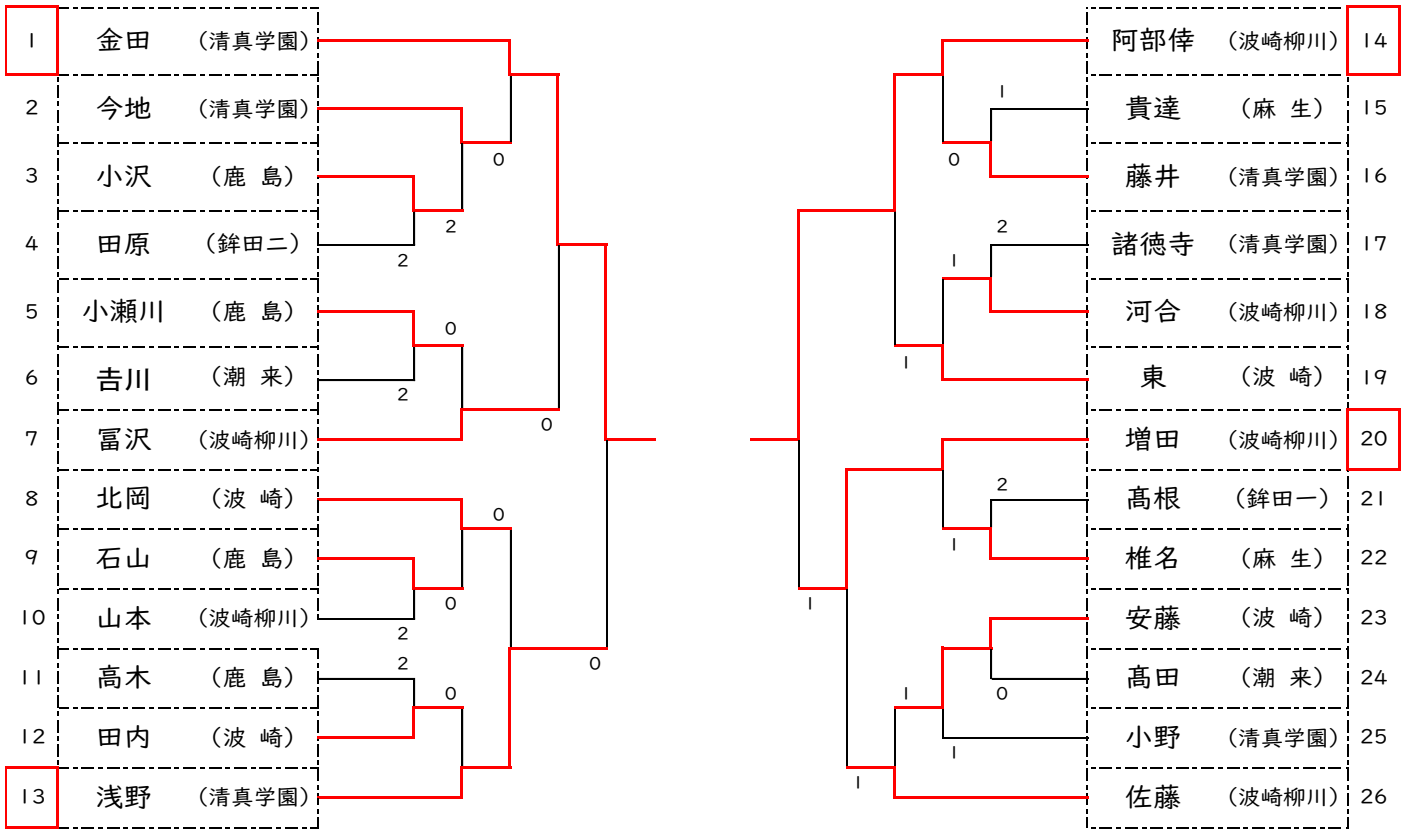 1 金田 (清真学園)
2 今地 (清真学園)
0
3 小沢 (鹿 島)
2
4 田原 (鉾田二)
2
5 小瀬川 (鹿 島)
0
6 𠮷川 (潮 来)
2
0
7 冨沢 (波崎柳川)
8 北岡 (波 崎)
0
9 石山 (鹿 島)
0
10 山本 (波崎柳川)
2
2
0
11 高木 (鹿 島)
0
12 田内 (波 崎)
13 浅野 (清真学園)
阿部倖 (波崎柳川) 14
1
貴達 (麻 生) 15
0
藤井 (清真学園) 16
2
諸徳寺 (清真学園) 17
1
河合 (波崎柳川) 18
1
東 (波 崎) 19
増田 (波崎柳川) 20
2
髙根 (鉾田一) 21
1
椎名 (麻 生) 22
1
安藤 (波 崎) 23
髙田 (潮 来) 24
1
0
小野 (清真学園) 25
1
1
佐藤 (波崎柳川) 26